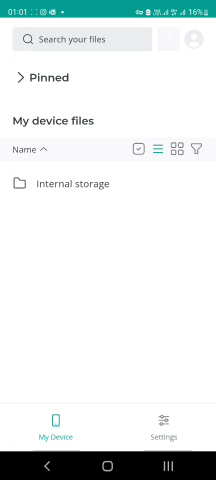 01:01
16%
Search your files
Pinned
My device files
Name
Internal storage
My Device
Settings